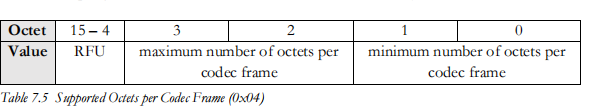 Octet 15 – 4 3 2 1 0
Value RFU maximum number of octets per codec frame minimum number of octets per codec frame
Table 7.5 Supported Octets per Codec Frame (0x04)